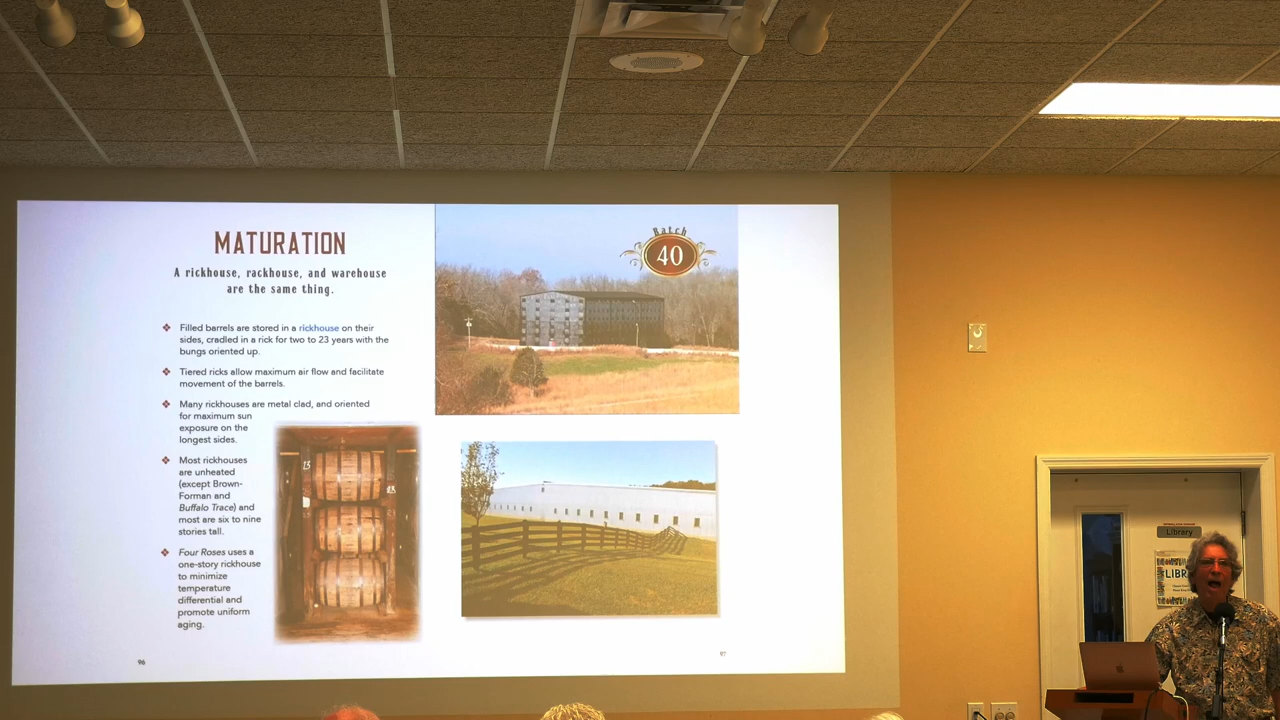 MATURATION
A rickhouse, rackhouse, and warehouse
are the same thing.
❖ Filled barrels are stored in a rickhouse on their
sides, cradled in a rick for two to 23 years with the
bungs oriented up.
❖ Tiered ricks allow maximum air flow and facilitate
movement of the barrels.
❖ Many rickhouses are metal clad, and oriented
for maximum sun
exposure on the
longest sides.
❖ Most rickhouses
are unheated
(except Brown-
Forman and
Buffalo Trace) and
most are six to nine
stories tall.
❖ Four Roses uses a
one-story rickhouse
to minimize
temperature
differential and
promote uniform
aging.
96
Batch
40
97
Library
LIBR